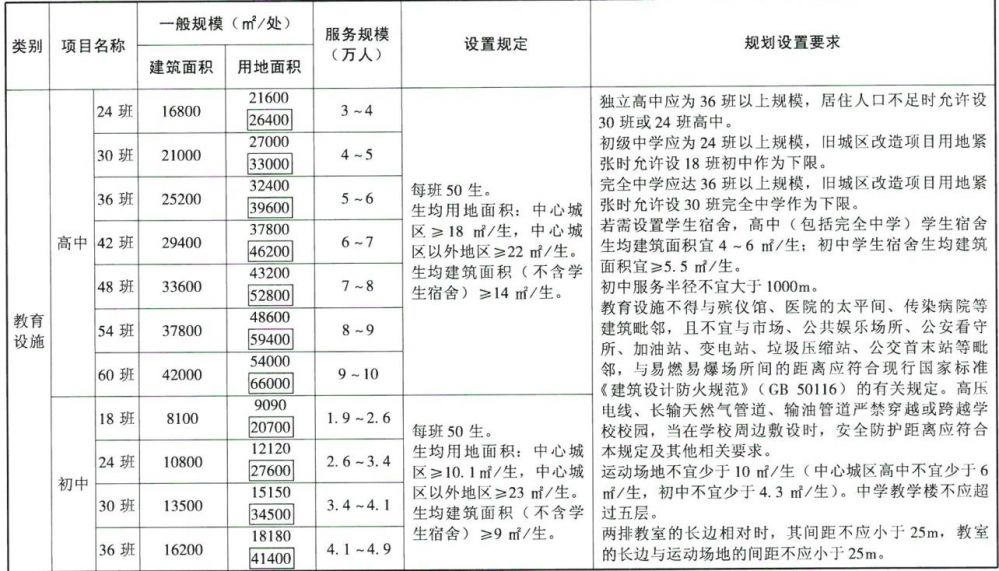 类别 项目名称 一般规模（㎡/处） 服务规模（万人） 设置规定 规划设置要求
建筑面积 用地面积
教育设施
高中
24 班 16800 21600 26400 3～4
30 班 21000 27000 33000 4～5
36 班 25200 32400 39600 5～6
42 班 29400 37800 46200 6～7
48 班 33600 43200 52800 7～8
54 班 37800 48600 59400 8～9
60 班 42000 54000 66000 9～10
每班 50 生。
生均用地面积：中心城
区≥18 ㎡/生，中心城
区以外地区≥22 ㎡/生。
生均建筑面积（不含学
生宿舍）≥14 ㎡/生。
初中
18 班 8100 9090 20700 1.9～2.6
24 班 10800 12120 27600 2.6～3.4
30 班 13500 15150 34500 3.4～4.1
36 班 16200 18180 41400 4.1～4.9
每班 50 生。
生均用地面积：中心城
区≥10.1㎡/生，中心城
区以外地区≥23 ㎡/生。
生均建筑面积（不含学
生宿舍）≥9 ㎡/生。
独立高中应为 36 班以上规模，居住人口不足时允许设
30 班或 24 班高中。
初级中学应为 24 班以上规模，旧城区改造项目用地紧
张时允许设 18 班初中作为下限。
完全中学应达 36 班以上规模，旧城区改造项目用地紧
张时允许设 30 班完全中学作为下限。
若需设置学生宿舍，高中（包括完全中学）学生宿舍
生均建筑面积宜 4～6 ㎡/生；初中学生宿舍生均建筑
面积宜≥5.5 ㎡/生。
初中服务半径不宜大于 1000m。
教育设施不得与殡仪馆、医院的太平间、传染病院等
建筑毗邻，且不宜与市场、公共娱乐场所、公安看守
所、加油站、变电站、垃圾压缩站、公交首末站等毗
邻，与易燃易爆场所间的距离应符合现行国家标准
《建筑设计防火规范》（GB 50116）的有关规定。高压
电线、长输天然气管道、输油管道严禁穿越或跨越学
校校园，当在学校周边敷设时，安全防护距离应符合
本规定及其他相关要求。
运动场地不宜少于 10 ㎡/生（中心城区高中不宜少于 6
㎡/生，初中不宜少于 4.3 ㎡/生）。中学教学楼不应超
过五层。
两排教室的长边相对时，其间距不应小于 25m，教室
的长边与运动场地的间距不应小于 25m。